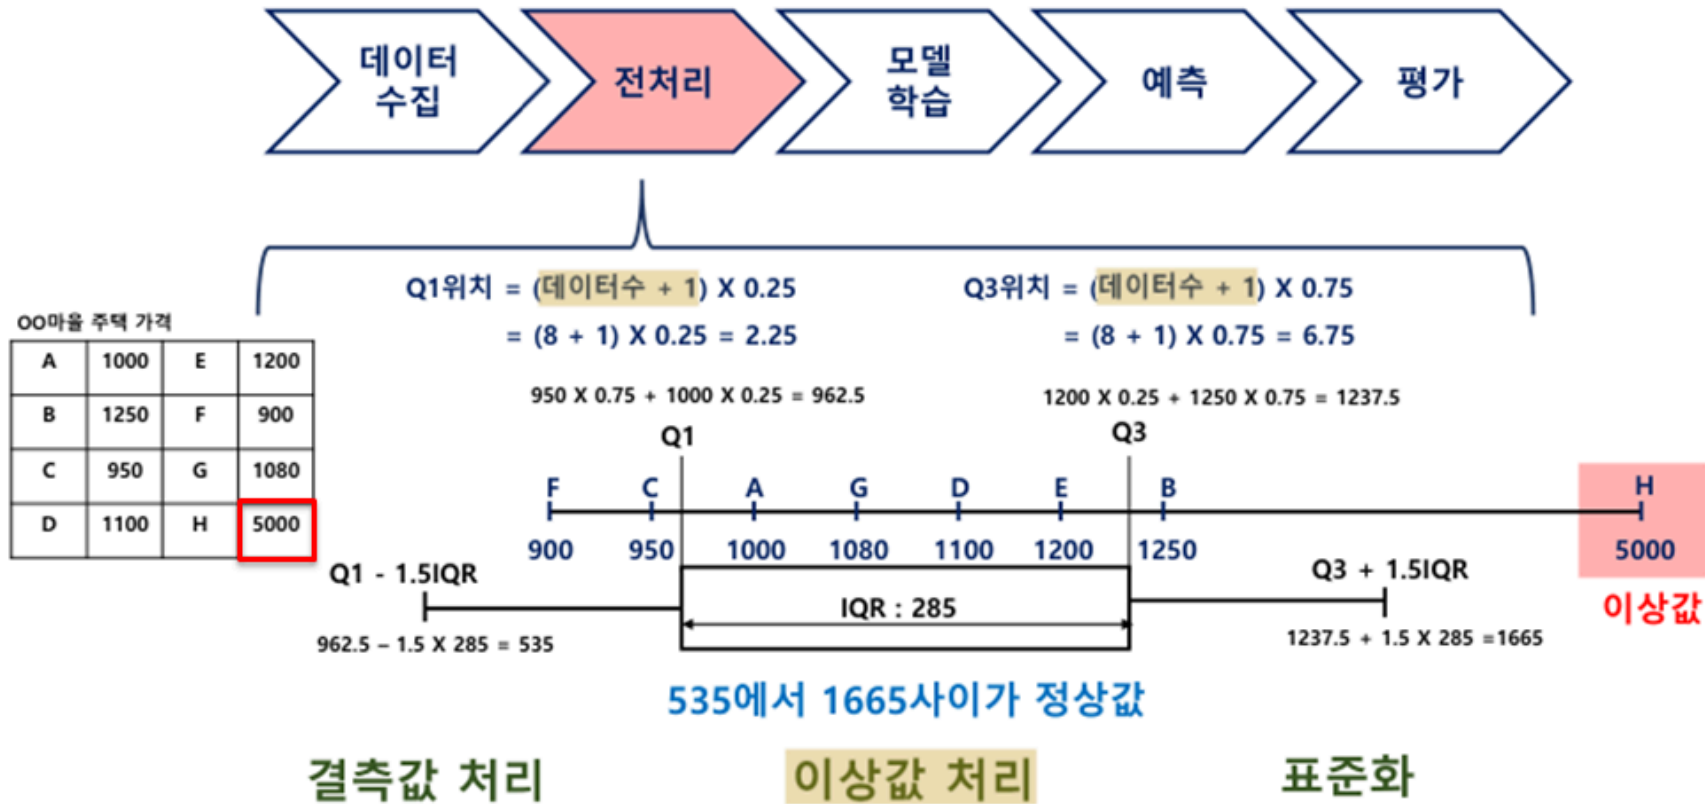 데이터
수집
전처리
모델
학습
예측
평가
Q1위치 = (데이터수 + 1) X 0.25
= (8 + 1) X 0.25 = 2.25
Q3위치 = (데이터수 + 1) X 0.75
= (8 + 1) X 0.75 = 6.75
OO마을 주택 가격
A 1000 E 1200
B 1250 F 900
C 950 G 1080
D 1100 H 5000
950 X 0.75 + 1000 X 0.25 = 962.5
1200 X 0.25 + 1250 X 0.75 = 1237.5
Q1
Q3
F C A G D E B H
900 950 1000 1080 1100 1200 1250 5000
Q1 - 1.5IQR
Q3 + 1.5IQR
IQR : 285
이상값
962.5 – 1.5 X 285 = 535
1237.5 + 1.5 X 285 =1665
535에서 1665사이가 정상값
결측값 처리
이상값 처리
표준화